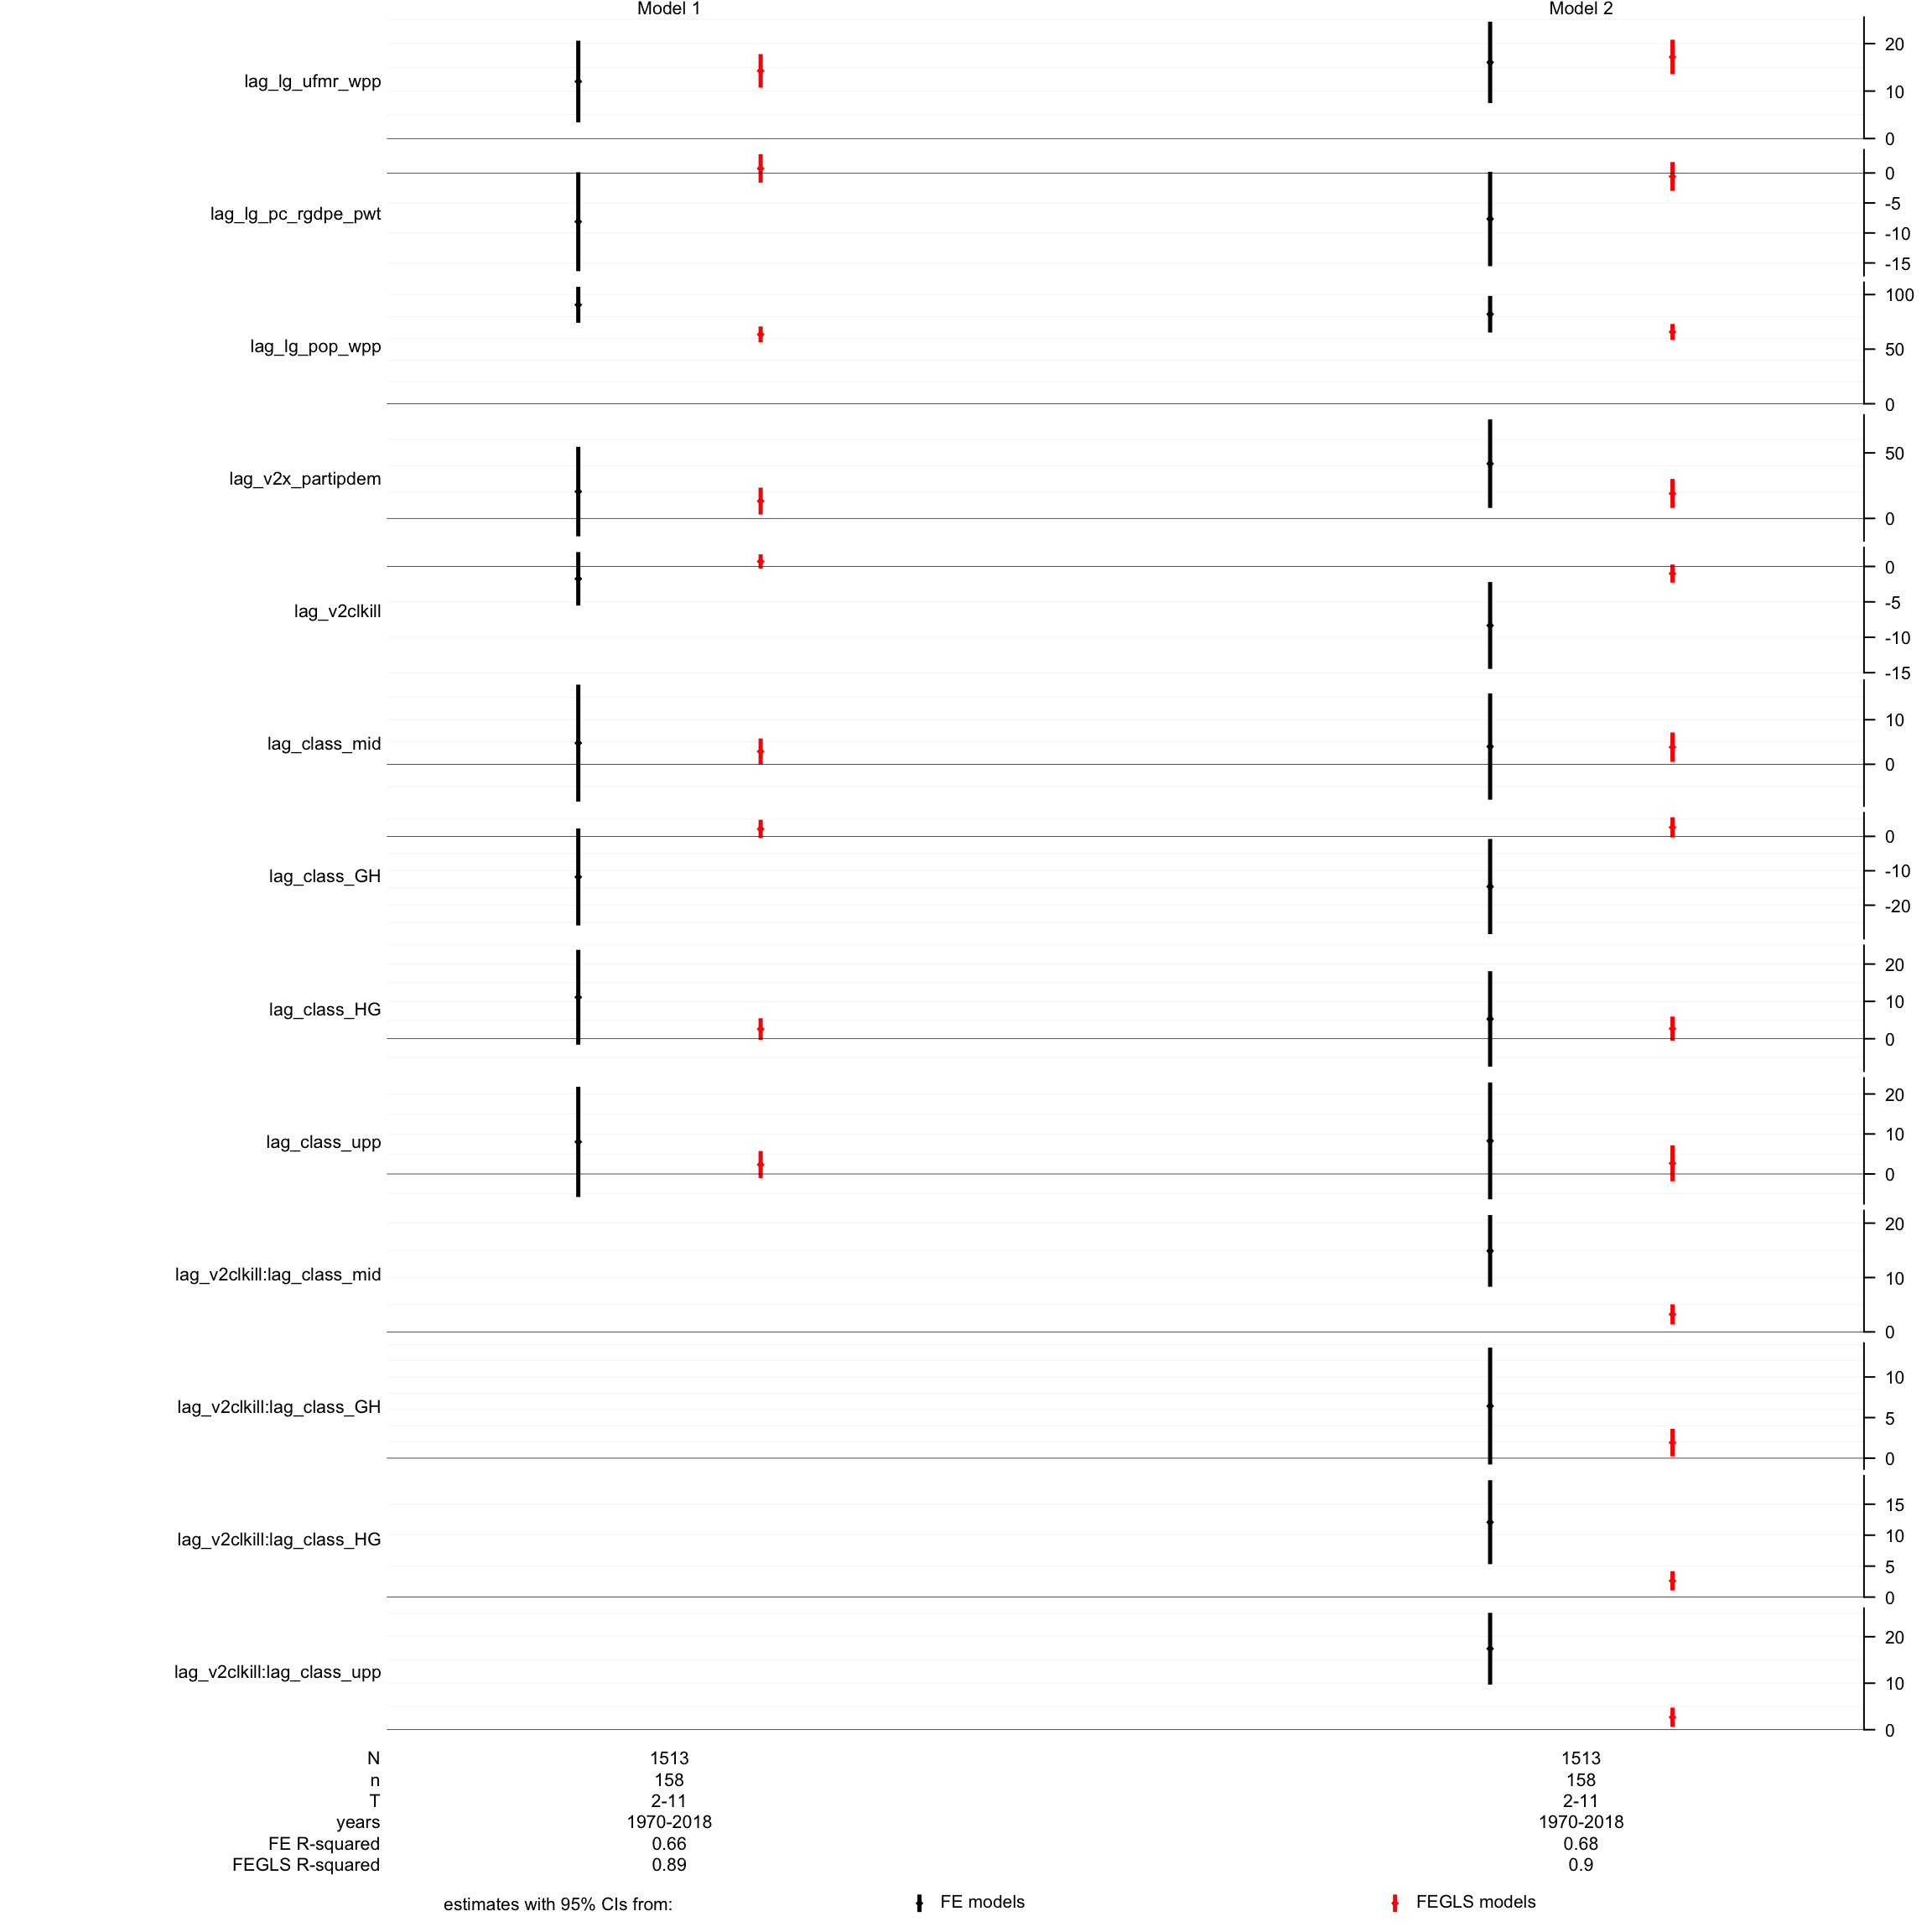 Model 1 Model 2
lag_lg_ufmr_wpp
20
10
0
lag_lg_pc_rgdpe_pwt
0
-5
-10
-15
lag_lg_pop_wpp
100
50
0
lag_v2x_partipdem
50
0
lag_v2clkill
0
-5
-10
-15
lag_class_mid
10
0
lag_class_GH
0
-10
-20
lag_class_HG
20
10
0
lag_class_upp
20
10
0
lag_v2clkill:lag_class_mid
20
10
0
lag_v2clkill:lag_class_GH
10
5
0
lag_v2clkill:lag_class_HG
15
10
5
0
lag_v2clkill:lag_class_upp
20
10
0
N 1513 1513
n 158 158
T 2-11 2-11
years 1970-2018 1970-2018
FE R-squared 0.66 0.68
FEGLS R-squared 0.89 0.9
estimates with 95% CIs from: FE models FEGLS models